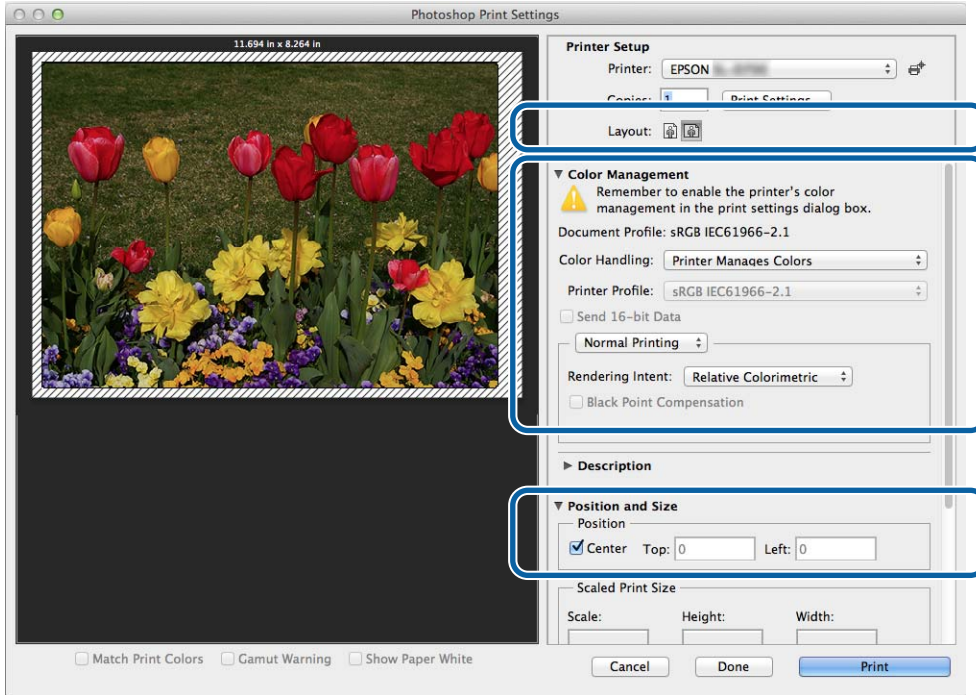 Photoshop Print Settings
11.694 in x 8.264 in
Printer Setup
Printer: EPSON
Copies: 1 Print Settings...
Layout:
Color Management
Remember to enable the printer's color
management in the print settings dialog box.
Document Profile: sRGB IEC61966-2.1
Color Handling: Printer Manages Colors
Printer Profile: sRGB IEC61966-2.1
Send 16-bit Data
Normal Printing
Rendering Intent: Relative Colorimetric
Black Point Compensation
Description
Position and Size
Position
Center Top: 0 Left: 0
Scaled Print Size
Scale: Height: Width:
Match Print Colors Gamut Warning Show Paper White
Cancel Done Print